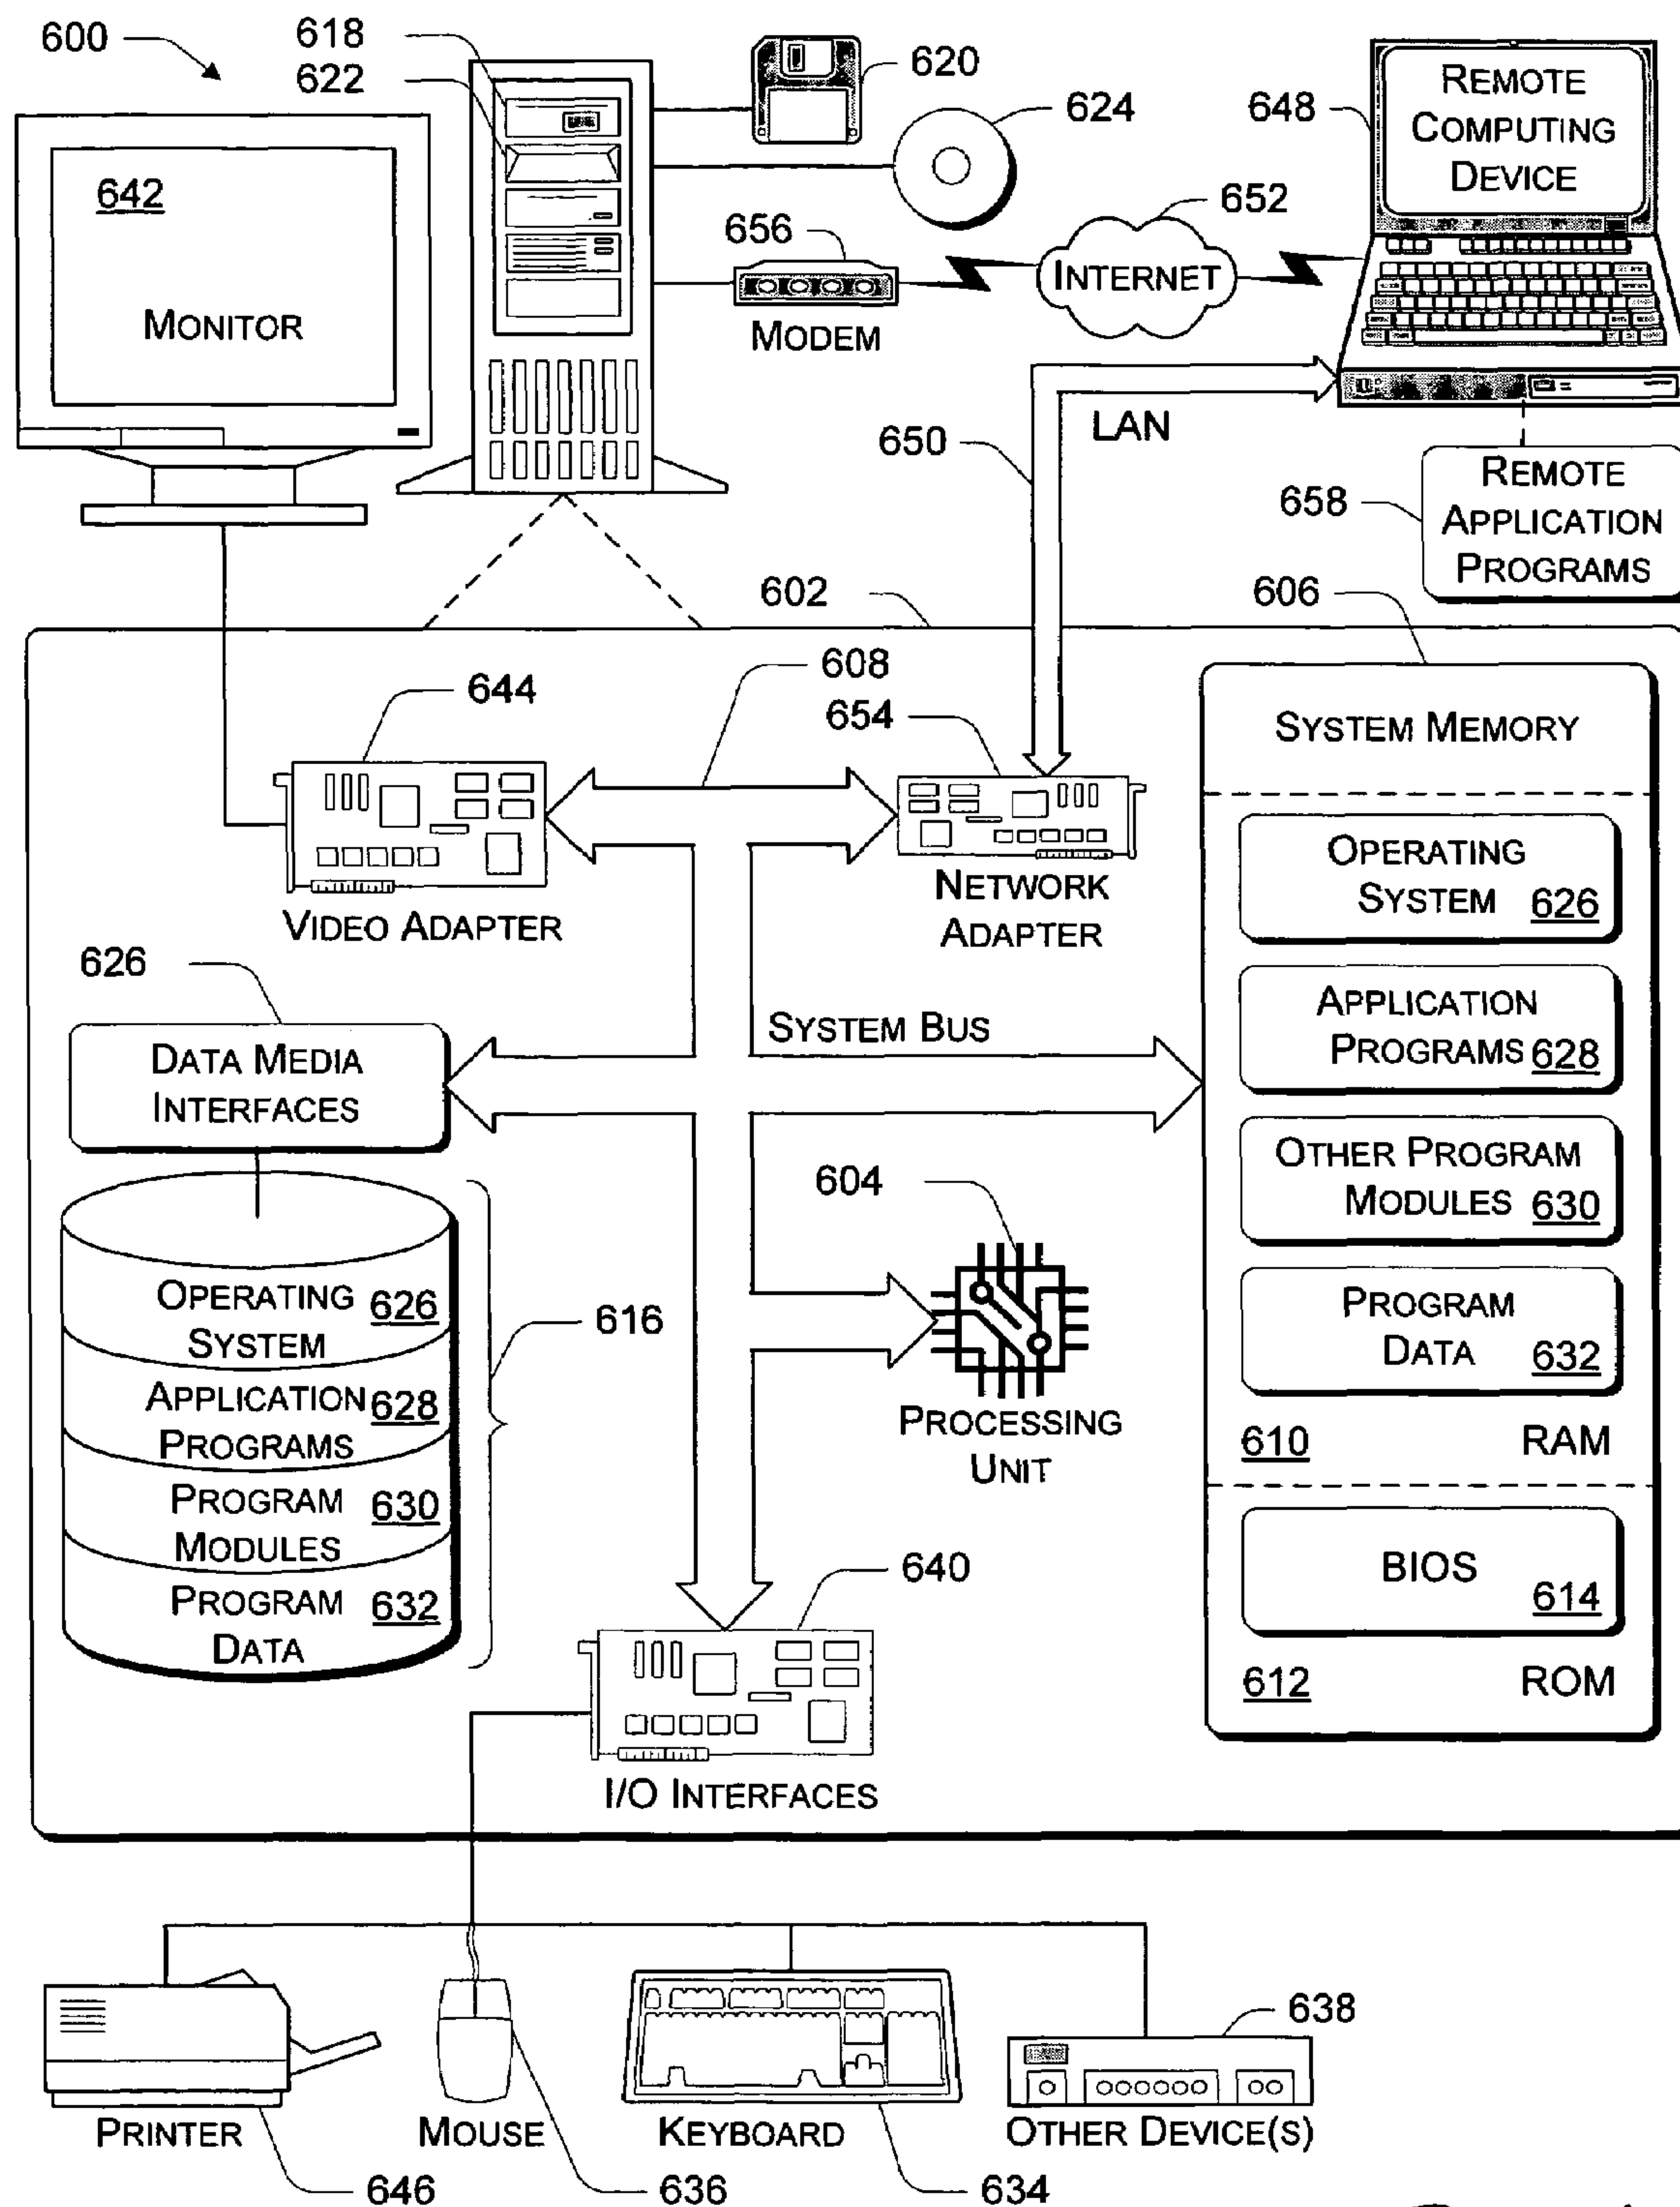 600
618
622
620
624
648
REMOTE
COMPUTING
DEVICE
642
MONITOR
656
MODEM
652
INTERNET
650
LAN
658
REMOTE
APPLICATION
PROGRAMS
602
606
608
644
654
VIDEO ADAPTER
NETWORK
ADAPTER
SYSTEM MEMORY
OPERATING
SYSTEM 626
APPLICATION
PROGRAMS 628
OTHER PROGRAM
MODULES 630
PROGRAM
DATA 632
610 RAM
BIOS
614
612 ROM
626
DATA MEDIA
INTERFACES
SYSTEM BUS
604
PROCESSING
UNIT
OPERATING 626
SYSTEM
APPLICATION 628
PROGRAMS
PROGRAM 630
MODULES
PROGRAM 632
DATA
616
640
I/O INTERFACES
638
PRINTER
MOUSE
KEYBOARD
OTHER DEVICE(S)
646
636
634